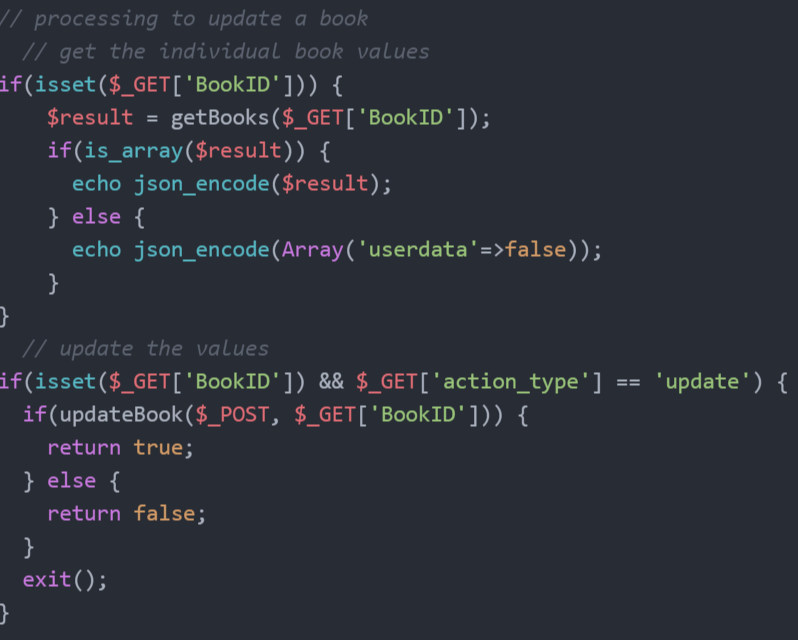 // processing to update a book
// get the individual book values
if(isset($_GET['BookID'])) {
$result = getBooks($_GET['BookID']);
if(is_array($result)) {
echo json_encode($result);
} else {
echo json_encode(Array('userdata'=>false));
}
}
// update the values
if(isset($_GET['BookID']) && $_GET['action_type'] == 'update') {
if(updateBook($_POST, $_GET['BookID'])) {
return true;
} else {
return false;
}
exit();
}